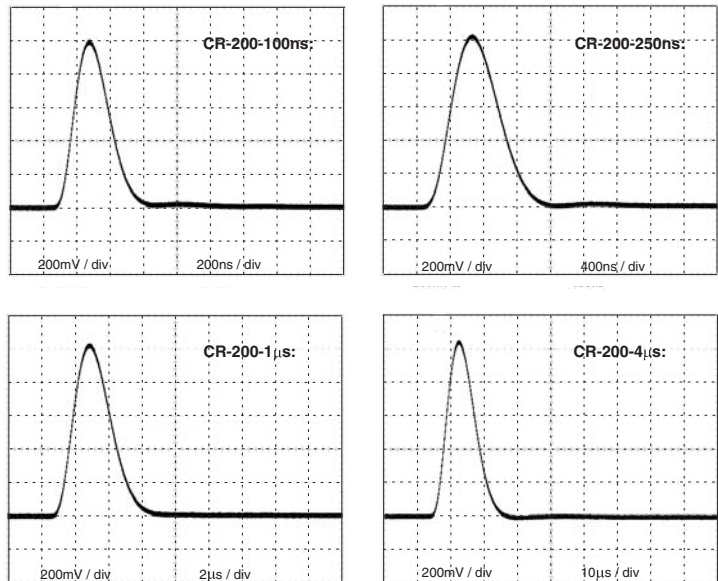 CR-200-100ns:
200mV / div 200ns / div
CR-200-250ns:
200mV / div 400ns / div
CR-200-1µs:
200mV / div 2µs / div
CR-200-4µs:
200mV / div 10µs / div